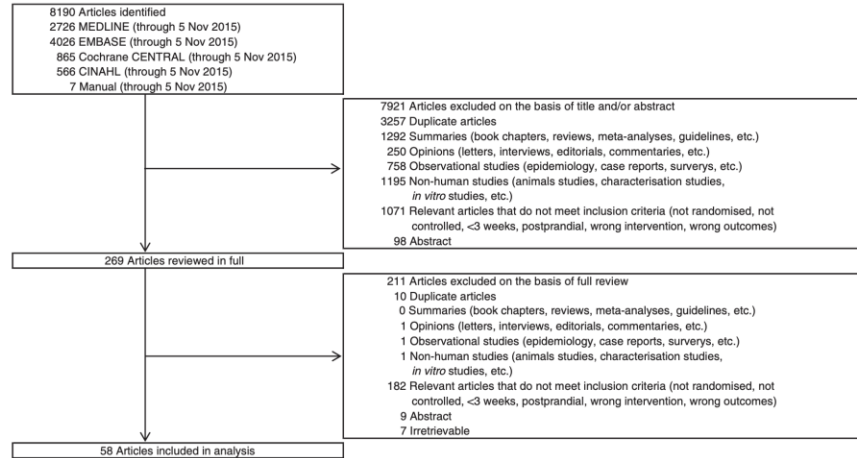 8190 Articles identified
2726 MEDLINE (through 5 Nov 2015)
4026 EMBASE (through 5 Nov 2015)
865 Cochrane CENTRAL (through 5 Nov 2015)
566 CINAHL (through 5 Nov 2015)
7 Manual (through 5 Nov 2015)
7921 Articles excluded on the basis of title and/or abstract
3257 Duplicate articles
1292 Summaries (book chapters, reviews, meta-analyses, guidelines, etc.)
250 Opinions (letters, interviews, editorials, commentaries, etc.)
758 Observational studies (epidemiology, case reports, surverys, etc.)
1195 Non-human studies (animals studies, characterisation studies,
in vitro studies, etc.)
1071 Relevant articles that do not meet inclusion criteria (not randomised, not
controlled, <3 weeks, postprandial, wrong intervention, wrong outcomes)
98 Abstract
269 Articles reviewed in full
211 Articles excluded on the basis of full review
10 Duplicate articles
0 Summaries (book chapters, reviews, meta-analyses, guidelines, etc.)
1 Opinions (letters, interviews, editorials, commentaries, etc.)
1 Observational studies (epidemiology, case reports, surverys, etc.)
1 Non-human studies (animals studies, characterisation studies,
in vitro studies, etc.)
182 Relevant articles that do not meet inclusion criteria (not randomised, not
controlled, <3 weeks, postprandial, wrong intervention, wrong outcomes)
9 Abstract
7 Irretrievable
58 Articles included in analysis